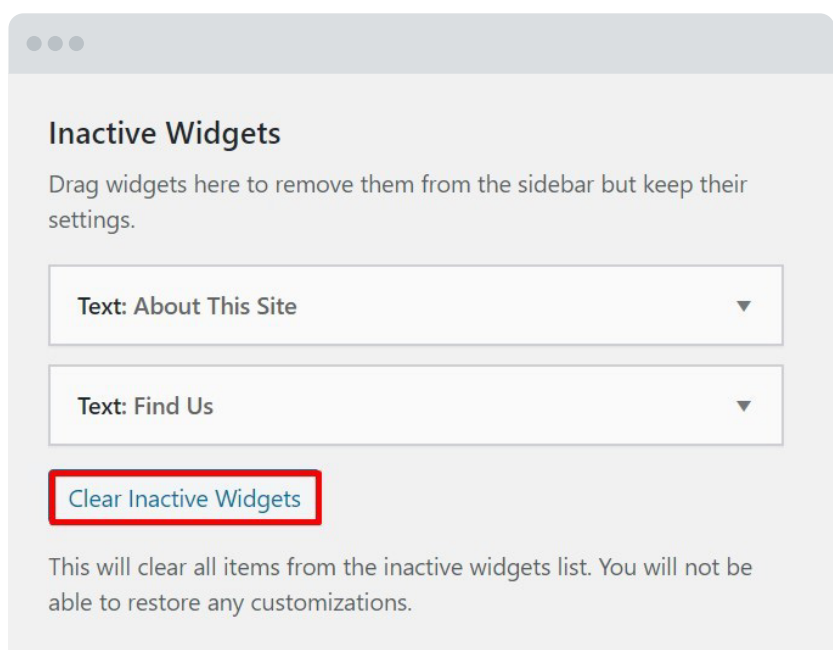 Inactive Widgets
Drag widgets here to remove them from the sidebar but keep their
settings.
Text: About This Site
Text: Find Us
Clear Inactive Widgets
This will clear all items from the inactive widgets list. You will not be
able to restore any customizations.